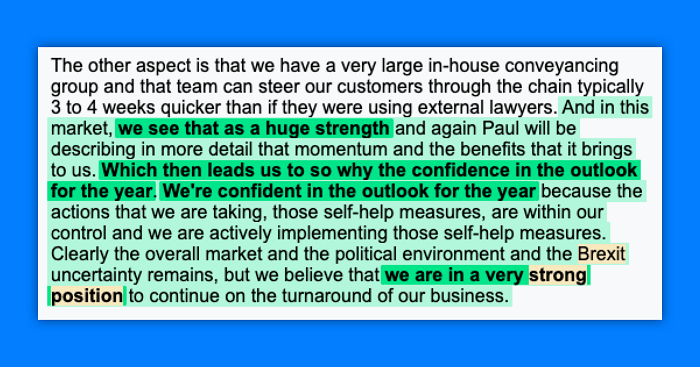 The other aspect is that we have a very large in-house conveyancing
group and that team can steer our customers through the chain typically
3 to 4 weeks quicker than if they were using external lawyers. And in this
market, we see that as a huge strength and again Paul will be
describing in more detail that momentum and the benefits that it brings
to us. Which then leads us to so why the confidence in the outlook
for the year. We're confident in the outlook for the year because the
actions that we are taking, those self-help measures, are within our
control and we are actively implementing those self-help measures.
Clearly the overall market and the political environment and the Brexit
uncertainty remains, but we believe that we are in a very strong
position to continue on the turnaround of our business.